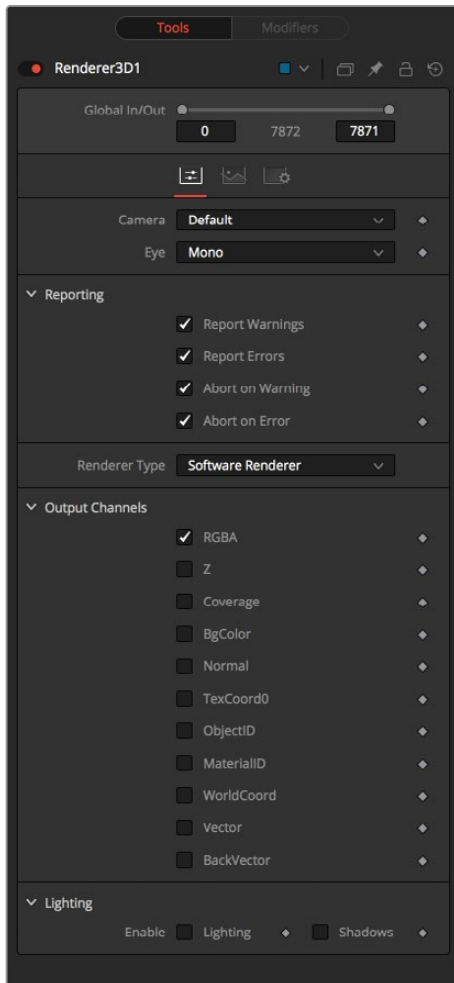 Tools Modifiers
Renderer3D1
Global In/Out
0 7872 7871
Camera Default
Eye Mono
Reporting
Report Warnings
Report Errors
Abort on Warning
Abort on Error
Renderer Type Software Renderer
Output Channels
RGBA
Z
Coverage
BgColor
Normal
TexCoord0
ObjectID
MaterialID
WorldCoord
Vector
BackVector
Lighting
Enable Lighting Shadows